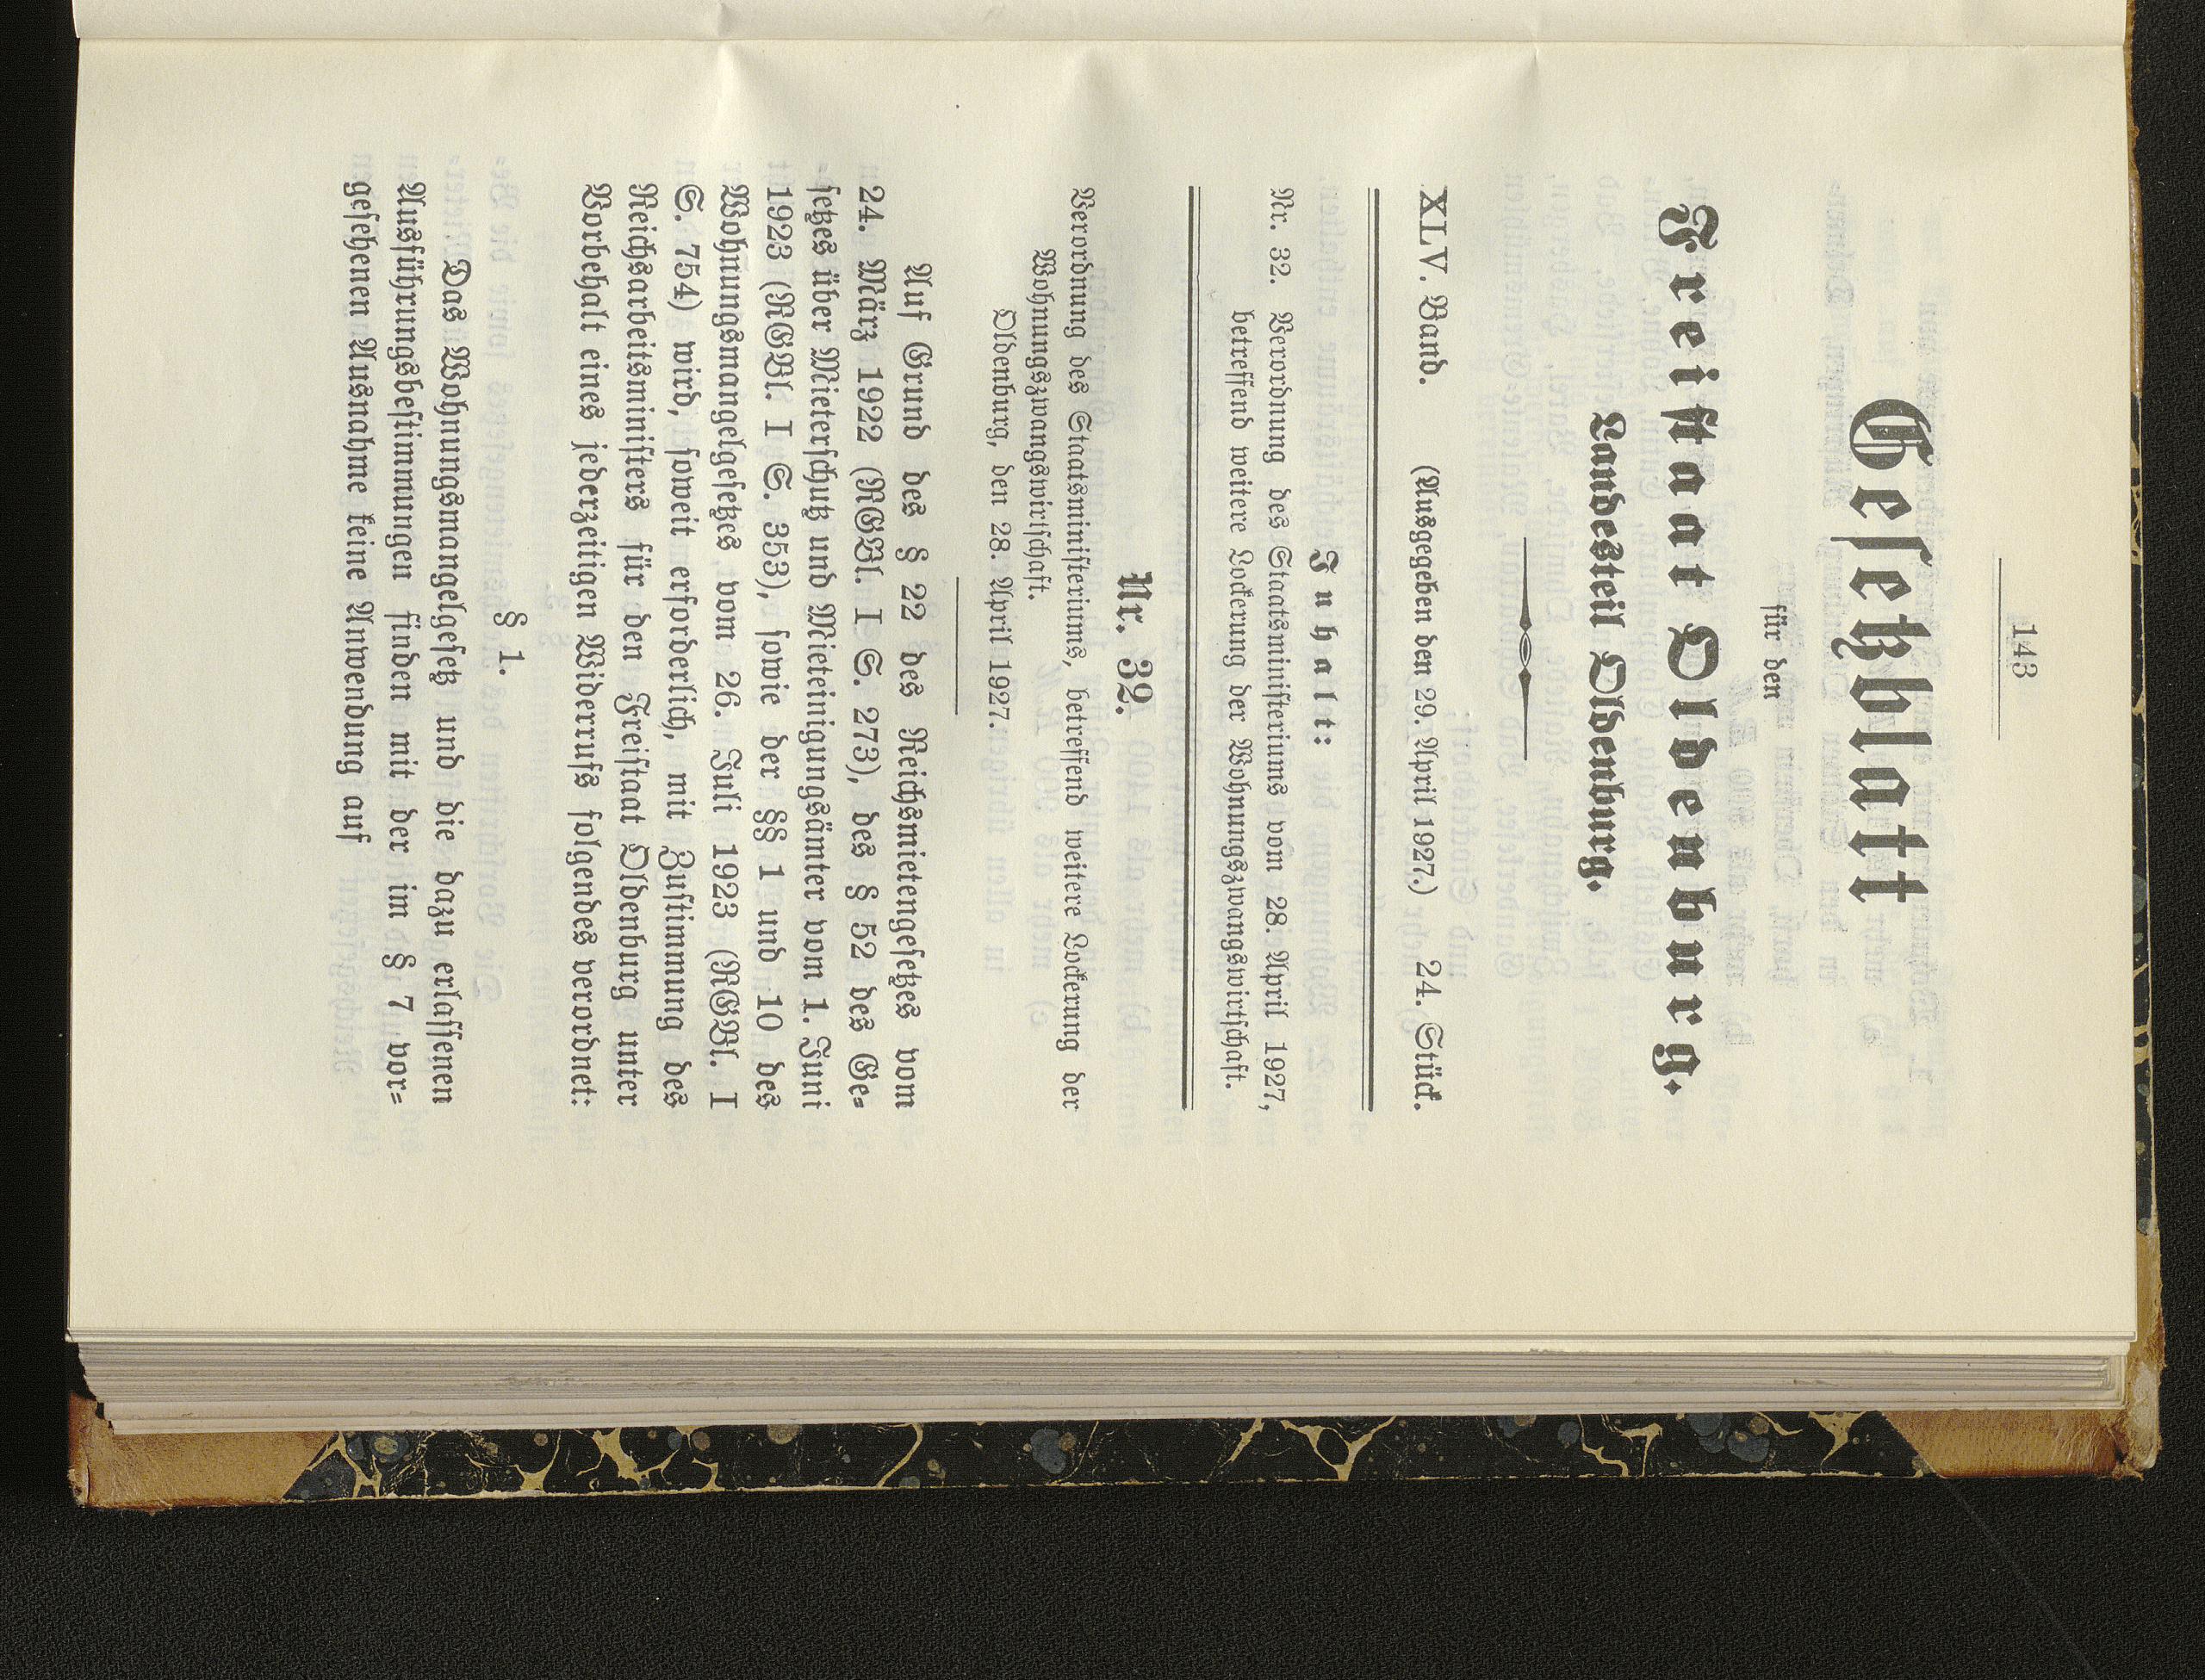 143
Gesetzblatt
für den
Freistaat Oldenburg.
Landesteil Oldenburg.
XLV. Band. (Ausgegeben den 29. April 1927.) 24. Stück.
Inhalt:
Nr. 32. Verordnung des Staatsministeriums vom 28. April 1927,
betreffend weitere Lockerung der Wohnungszwangswirtschaft.
Nr. 32.
Verordnung des Staatsministeriums, betreffend weitere Lockerung der
Wohnungszwangswirtschaft.
Oldenburg, den 28. April 1927.
Auf Grund des § 22 des Reichsmietengesetzes vom
24. März 1922 (RGBl. I S. 273), des § 52 des Ge-
setzes über Mieterschutz und Mieteinigungsämter vom 1. Juni
1923 (RGBl. I S. 353), sowie der §§ 1 und 10 des
Wohnungsmangelgesetzes vom 26. Juli 1923 (RGBl. I
S. 754) wird, soweit erforderlich, mit Zustimmung des
Reichsarbeitsministers für den Freistaat Oldenburg unter
Vorbehalt eines jederzeitigen Widerrufs folgendes verordnet:
§ 1.
Das Wohnungsmangelgesetz und die dazu erlassenen
Ausführungsbestimmungen finden mit der im § 7 vor-
gesehenen Ausnahme keine Anwendung auf